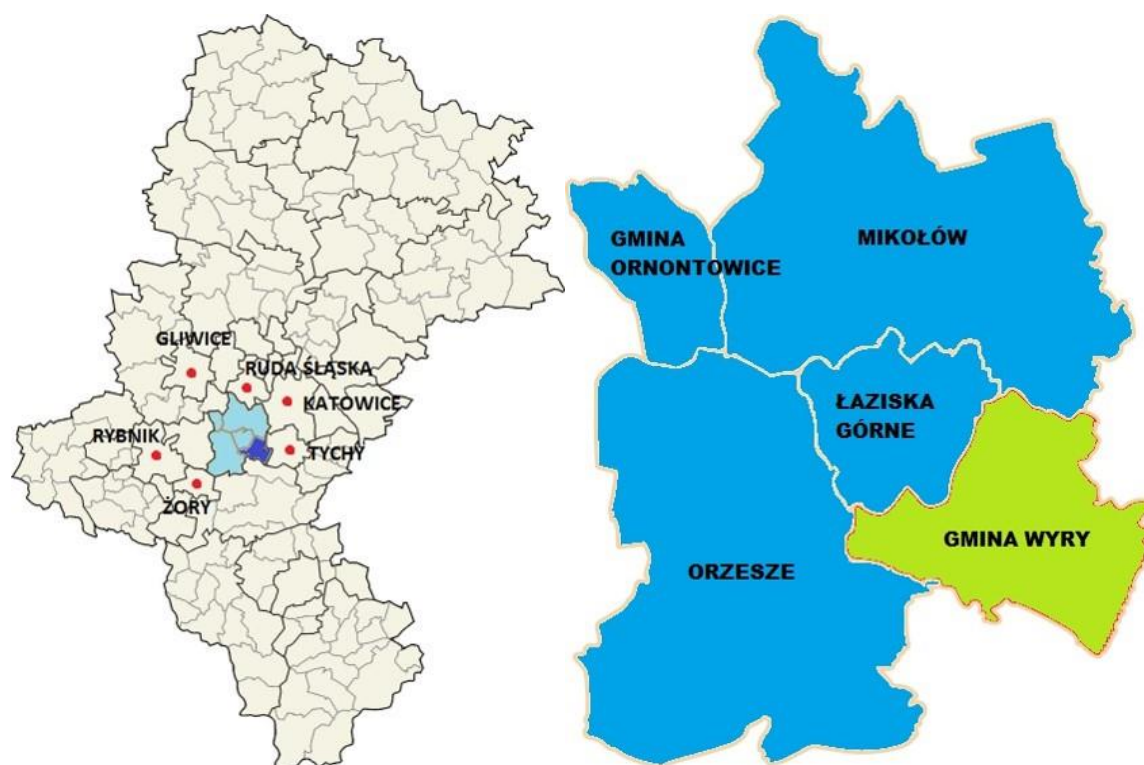 GLIWICE
RUDA ŚLĄSKA
KATOWICE
RYBNIK
TYCHY
ŻORY
GMINA
ORNONTOWICE
MIKOŁÓW
ŁAZISKA
GÓRNE
GMINA WYRY
ORZESZE